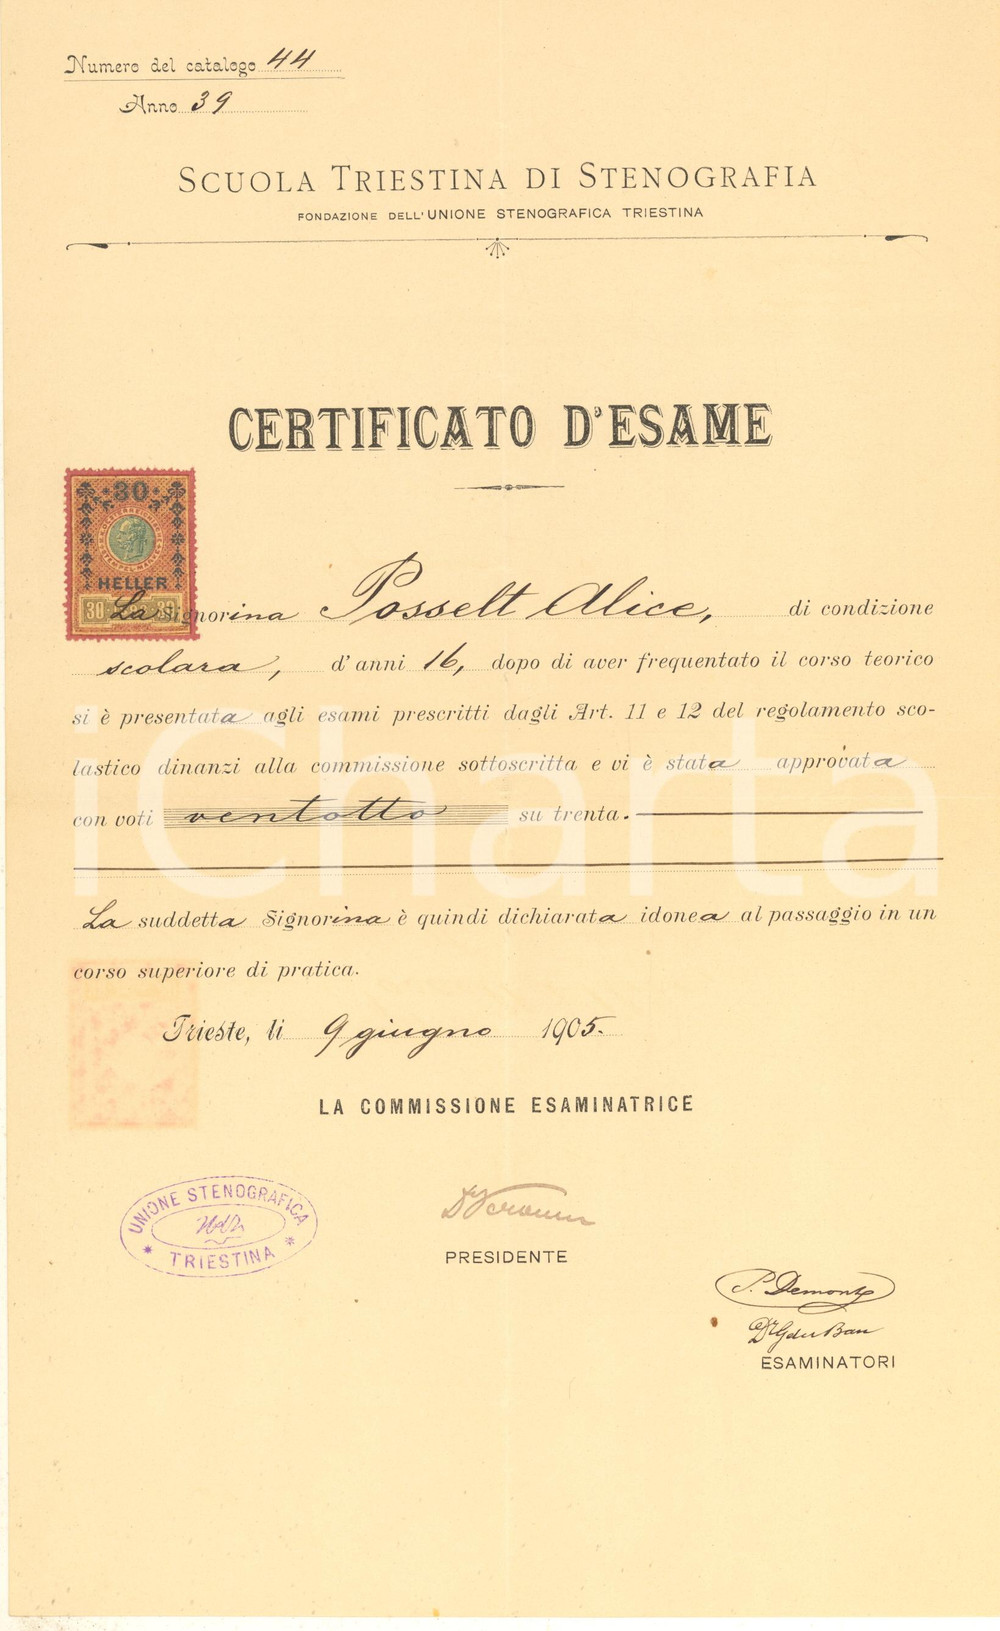 Numero del catalogo 44
Anno 39
SCUOLA TRIESTINA DI STENOGRAFIA
FONDAZIONE DELL'UNIONE STENOGRAFICA TRIESTINA
CERTIFICATO D'ESAME
30
HELLER
30
La Signorina Posselt Alice, di condizione
scolara, d'anni 16, dopo di aver frequentato il corso teorico
si è presentata agli esami prescritti dagli Art. 11 e 12 del regolamento sco-
lastico dinanzi alla commissione sottoscritta e vi è stata approvata
con voti ventotto su trenta.
iCharta
La suddetta Signorina è quindi dichiarata idonea al passaggio in un
corso superiore di pratica.
Trieste, li 9 giugno 1905.
LA COMMISSIONE ESAMINATRICE
UNIONE STENOGRAFICA
TRIESTINA
PRESIDENTE
ESAMINATORI